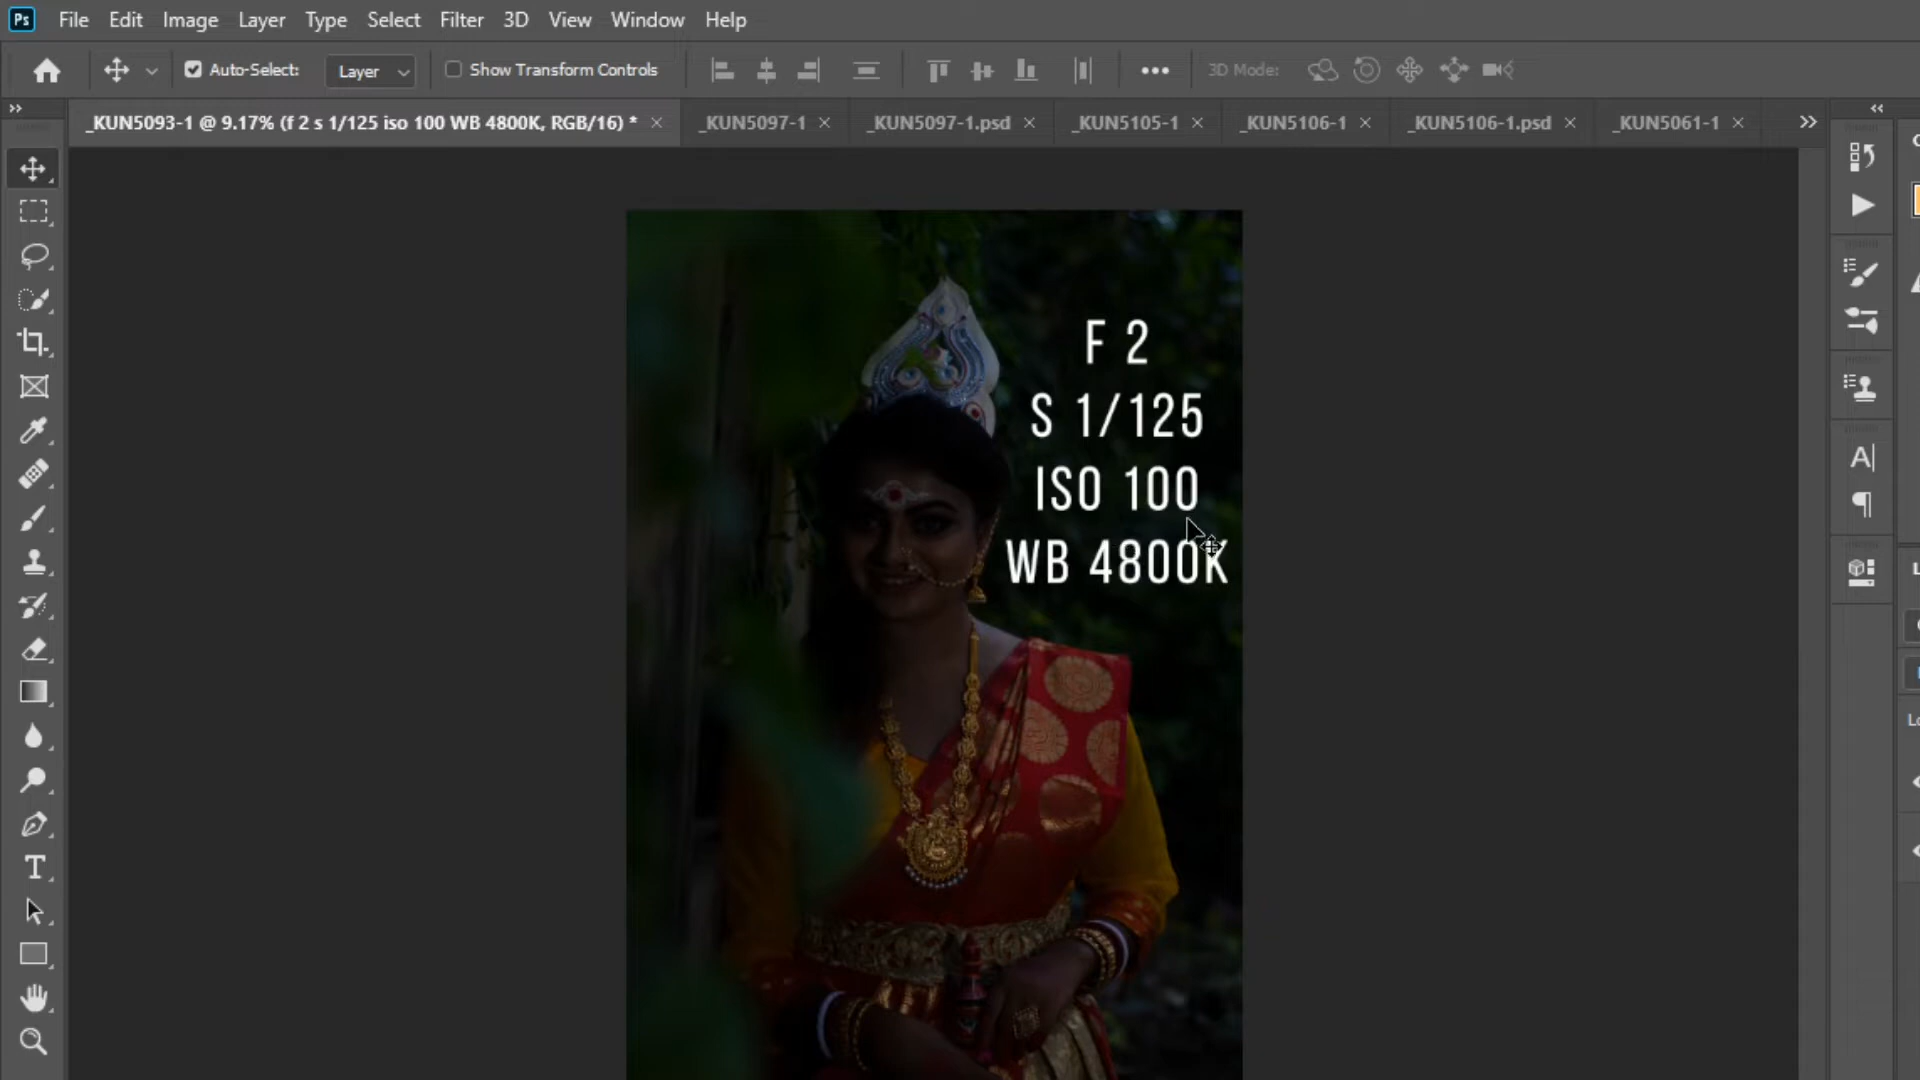 Ps File Edit Image Layer Type Select Filter 3D View Window Help
Auto-Select: Layer Show Transform Controls 3D Mode:
_KUN5093-1 @ 9.17% (f 2 s 1/125 iso 100 WB 4800K, RGB/16) * _KUN5097-1 _KUN5097-1.psd _KUN5105-1 _KUN5106-1 _KUN5106-1.psd _KUN5061-1
F 2
S 1/125
ISO 100
WB 4800K